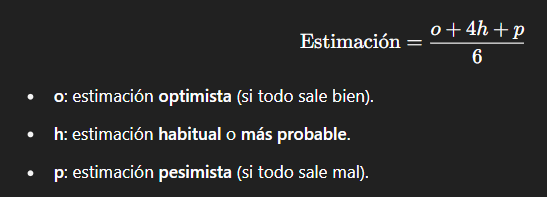 Estimación = (o + 4h + p) / 6
• o: estimación optimista (si todo sale bien).
• h: estimación habitual o más probable.
• p: estimación pesimista (si todo sale mal).